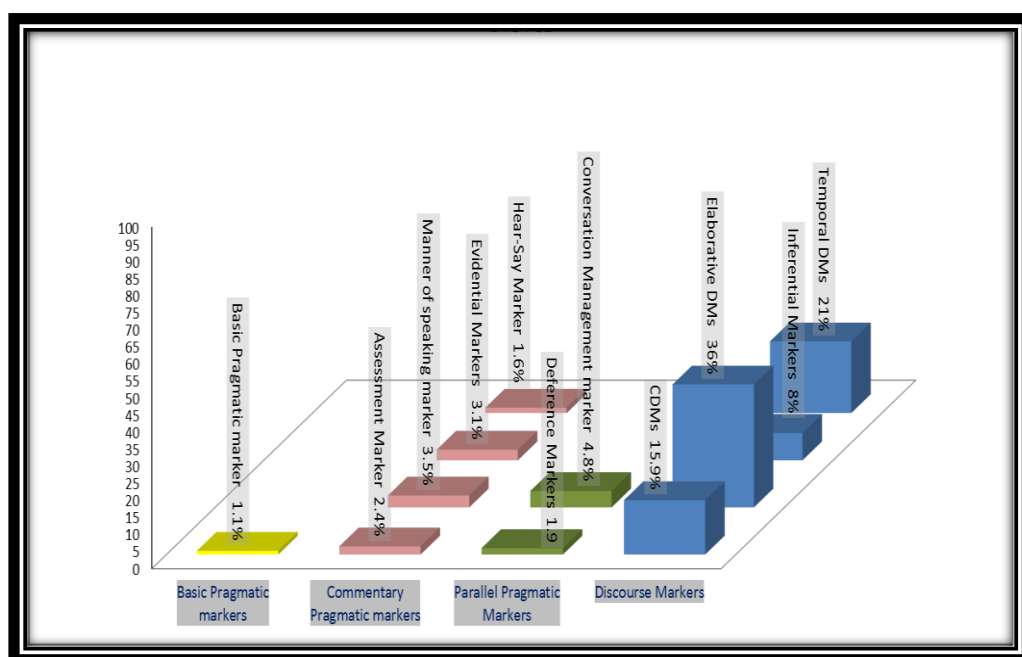 100
95
90
85
80
75
70
65
60
55
50
45
40
35
30
25
20
15
10
5
0
Basic Pragmatic marker 1.1%
Assessment Marker 2.4%
Manner of speaking marker 3.5%
Evidential Markers 3.1%
Hear-Say Marker 1.6%
Deference Markers 1.9
Conversation Management marker 4.8%
CDMs 15.9%
Elaborative DMs 36%
Inferential Markers 8%
Temporal DMs 21%
Basic Pragmatic
markers
Commentary
Pragmatic markers
Parallel Pragmatic
Markers
Discourse Markers